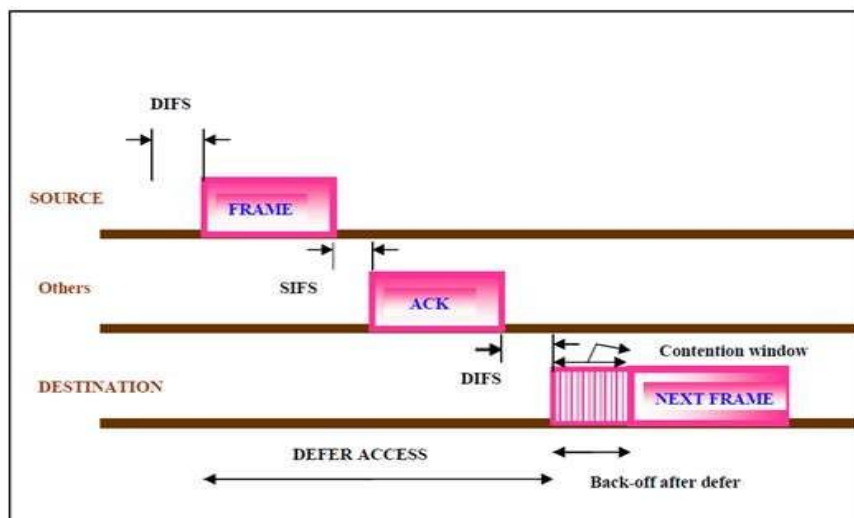 DIFS
SOURCE
FRAME
Others
SIFS
ACK
Contention window
DIFS
DESTINATION
NEXT FRAME
DEFER ACCESS
Back-off after defer